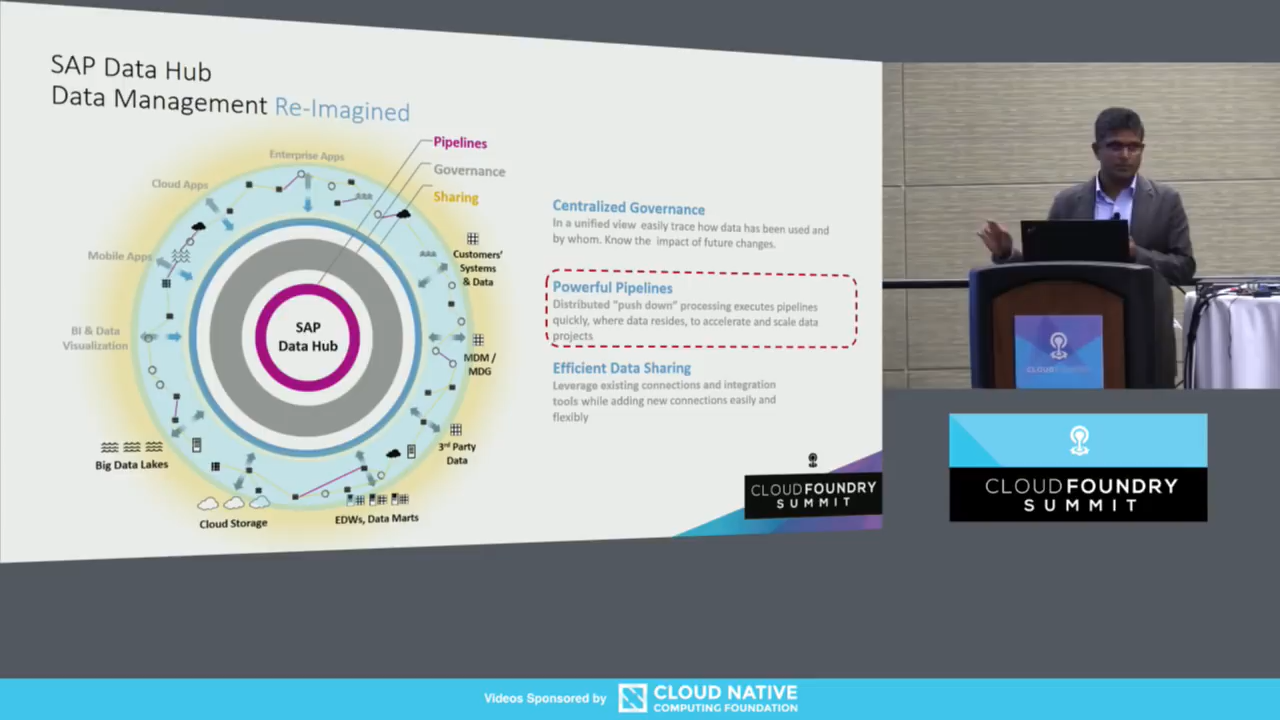 SAP Data Hub
Data Management Re-Imagined
Pipelines
Governance
Sharing
Enterprise Apps
Cloud Apps
Mobile Apps
BI & Data
Visualization
Big Data Lakes
Cloud Storage
EDWs, Data Marts
3rd Party
Data
MDM /
MDG
Customers'
Systems
& Data
SAP
Data Hub
Centralized Governance
In a unified view easily trace how data has been used and
by whom. Know the impact of future changes.
Powerful Pipelines
Distributed "push down" processing executes pipelines
quickly, where data resides, to accelerate and scale data
projects
Efficient Data Sharing
Leverage existing connections and integration
tools while adding new connections easily and
flexibly
CLOUDFOUNDRY
SUMMIT
CLOUDFOUNDRY
SUMMIT
Videos Sponsored by
CLOUD NATIVE
COMPUTING FOUNDATION